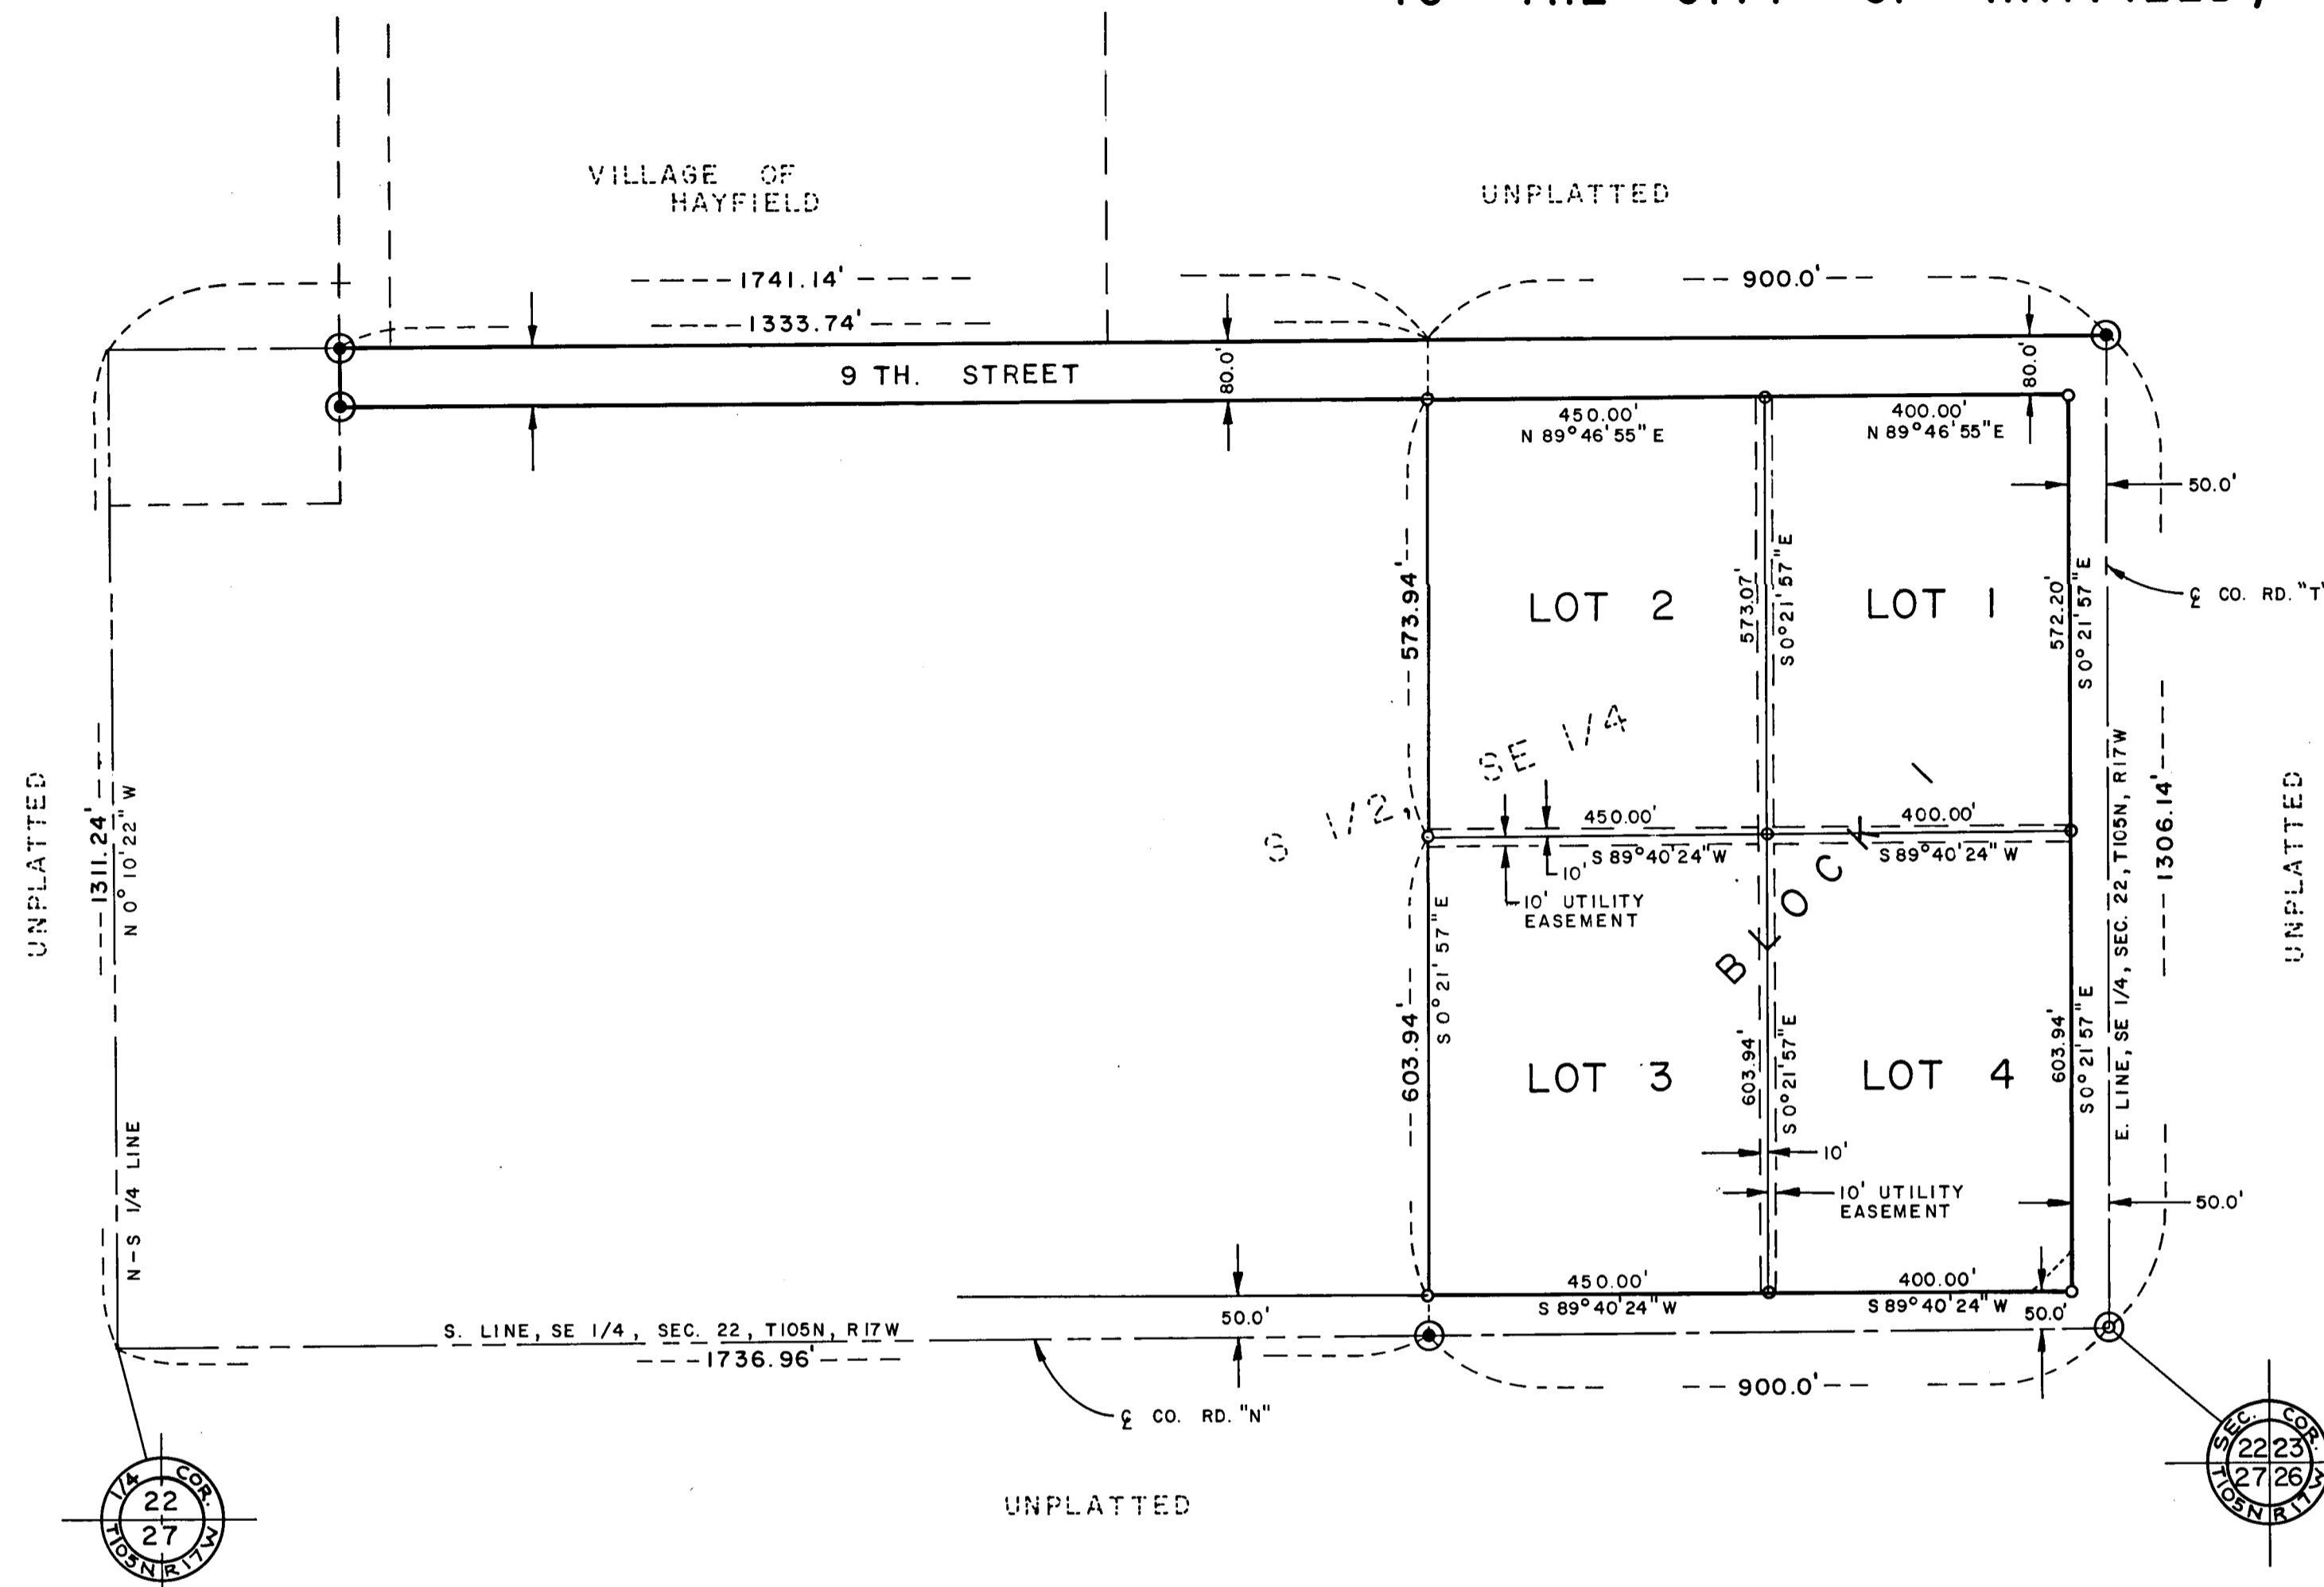 VILLAGE OF
HAYFIELD
UNPLATTED
1741.14'
900.0'
1333.74'
9 TH. STREET
80.0'
80.0'
450.00'
N 89°46'55" E
400.00'
N 89°46'55" E
50.0'
℄ CO. RD. "T"
573.94'
LOT 2
573.07'
S 0°21'57" E
LOT 1
572.20'
S 0°21'57" E
UNPLATTED
1311.24'
N 0°10'22" W
N-S 1/4 LINE
S 1/2, SE 1/4
450.00'
S 89°40'24" W
400.00'
S 89°40'24" W
10'
10' UTILITY
EASEMENT
BLOCK 1
E. LINE, SE 1/4, SEC. 22, T105N, R17W
1306.14'
UNPLATTED
603.94'
S 0°21'57" E
LOT 3
603.94'
S 0°21'57" E
LOT 4
603.94'
S 0°21'57" E
10'
10' UTILITY
EASEMENT
50.0'
450.00'
S 89°40'24" W
400.00'
S 89°40'24" W
50.0'
50.0'
S. LINE, SE 1/4, SEC. 22, T105N, R17W
1736.96'
900.0'
℄ CO. RD. "N"
UNPLATTED
1/4 COR.
22
27
T105N R17W
SEC. COR.
22 23
27 26
T105N R17W